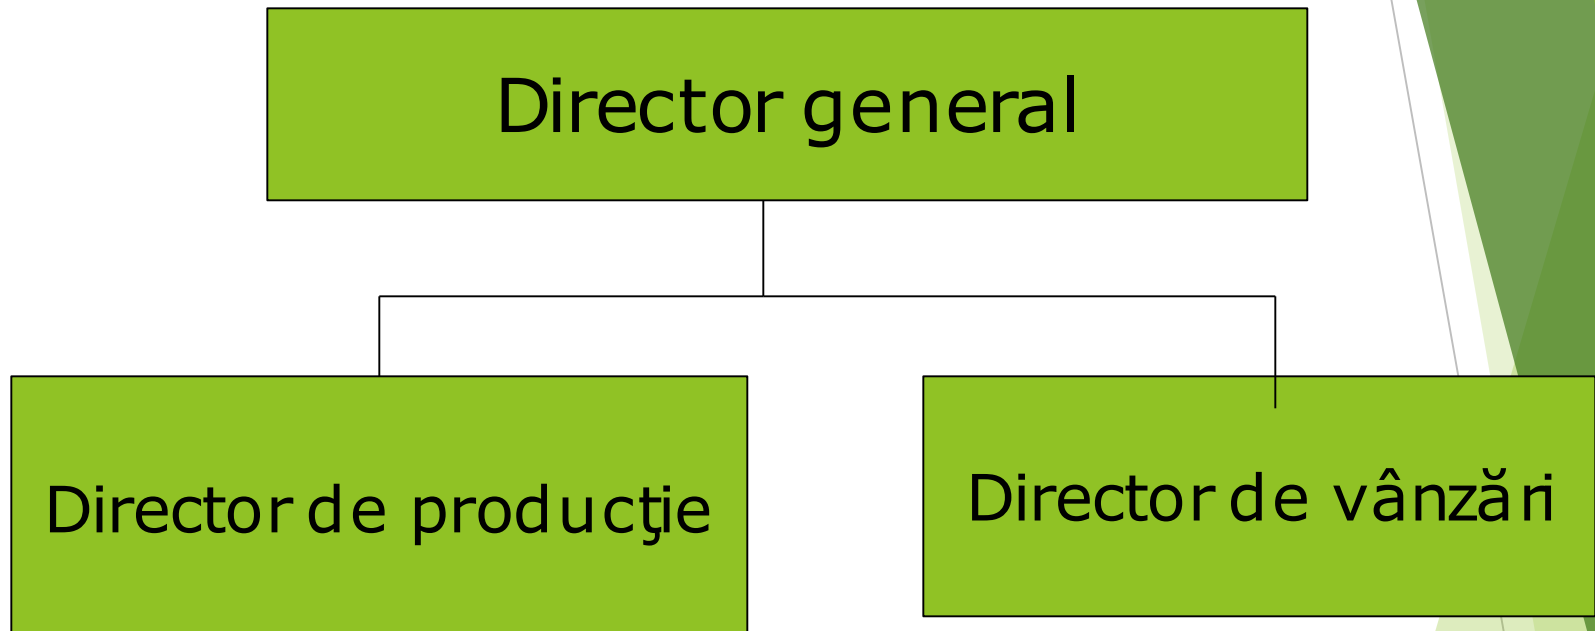 Director general
Director de producţie
Director de vânzări